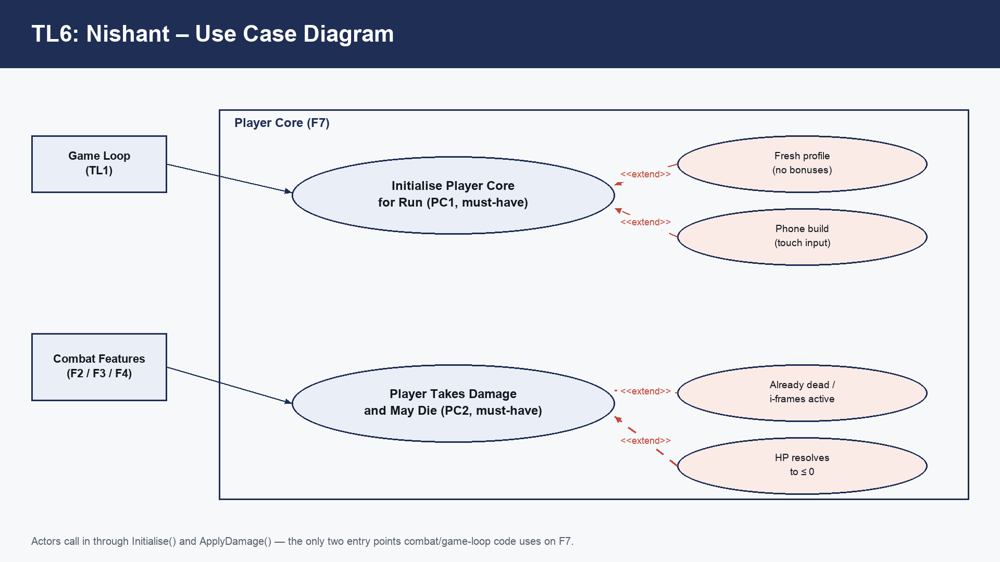 TL6: Nishant – Use Case Diagram
Player Core (F7)
Game Loop
(TL1)
Initialise Player Core
for Run (PC1, must-have)
<<extend>>
Fresh profile
(no bonuses)
<<extend>>
Phone build
(touch input)
Combat Features
(F2 / F3 / F4)
Player Takes Damage
and May Die (PC2, must-have)
<<extend>>
Already dead /
i-frames active
<<extend>>
HP resolves
to ≤ 0
Actors call in through Initialise() and ApplyDamage() — the only two entry points combat/game-loop code uses on F7.